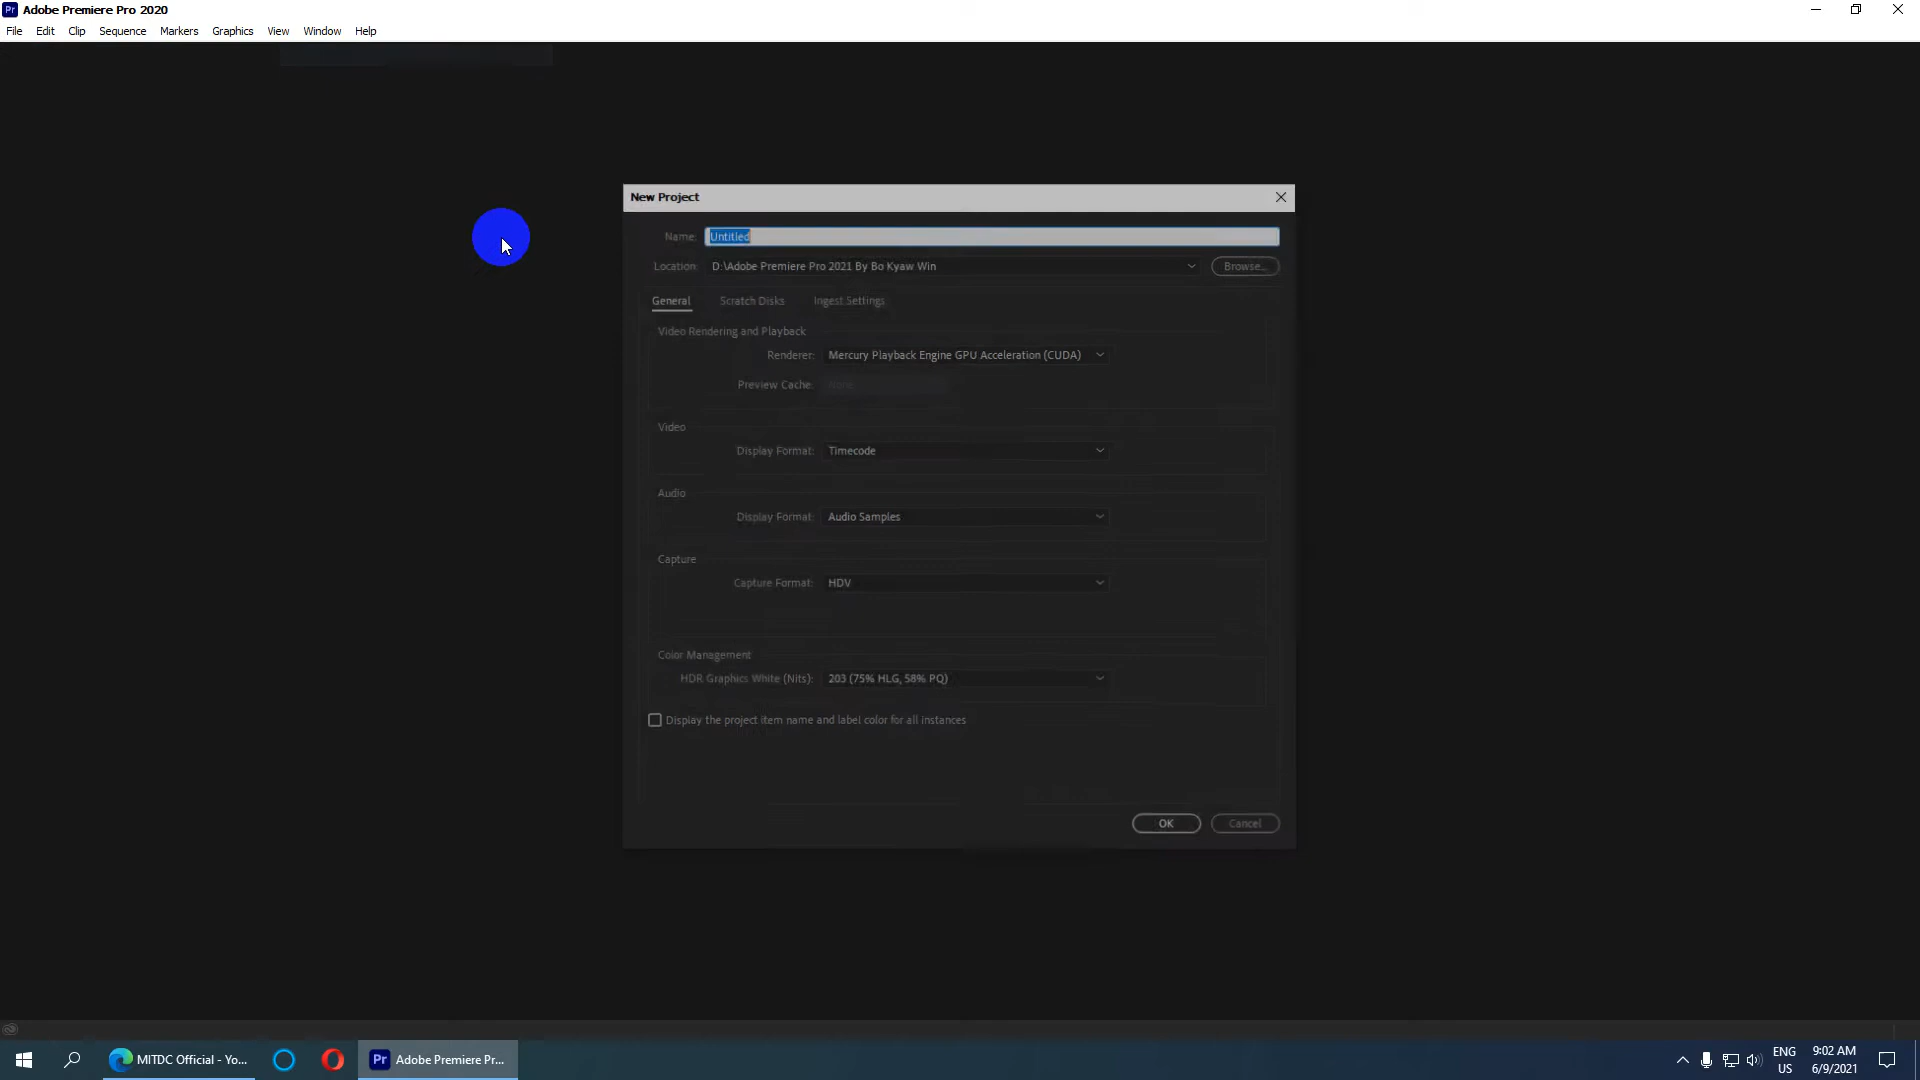 Adobe Premiere Pro 2020
File Edit Clip Sequence Markers Graphics View Window Help
New Project
Name: Untitled
Location: D:\Adobe Premiere Pro 2021 By Bo Kyaw Win Browse...
General Scratch Disks Ingest Settings
Video Rendering and Playback
Renderer: Mercury Playback Engine GPU Acceleration (CUDA)
Preview Cache: None
Video
Display Format: Timecode
Audio
Display Format: Audio Samples
Capture
Capture Format: HDV
Color Management
HDR Graphics White (Nits): 203 (75% HLG, 58% PQ)
Display the project item name and label color for all instances
OK Cancel
MITDC Official - Yo...
Adobe Premiere Pr...
ENG
US
9:02 AM
6/9/2021